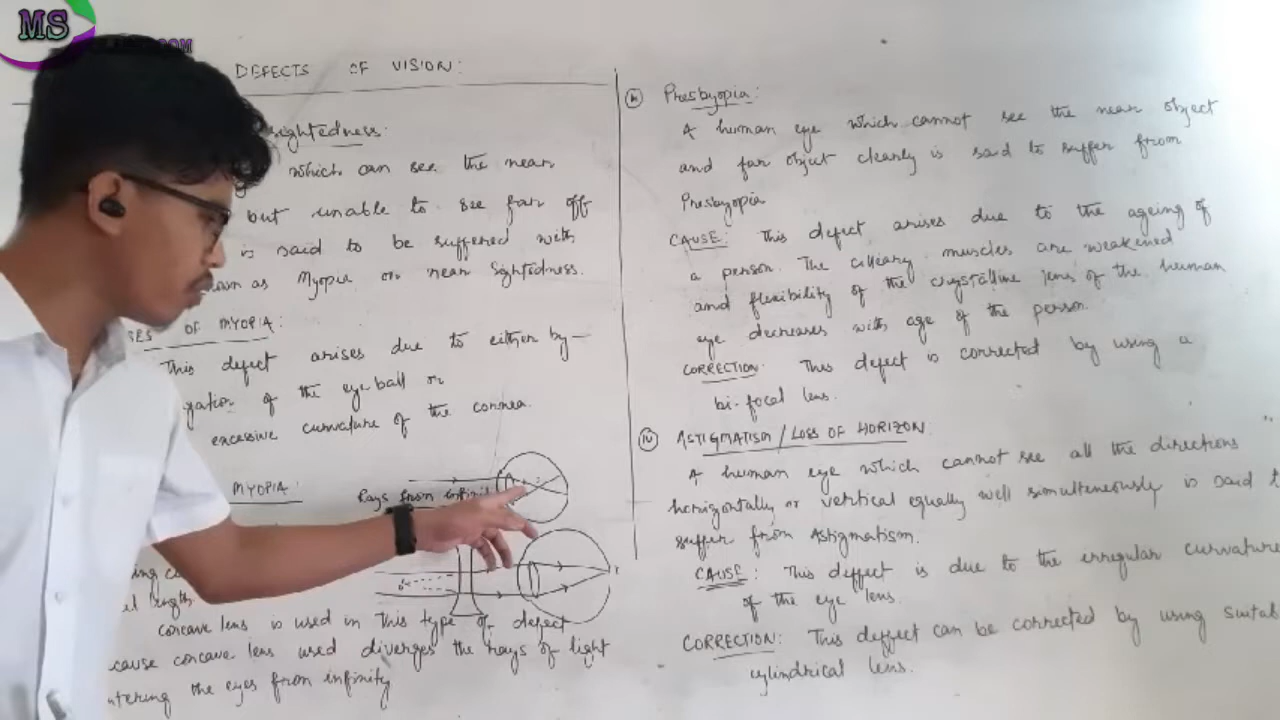 MS
DEFECTS OF VISION:
sightedness:
which can see the near
but unable to see far off
is said to be suffered with
as Myopia or near Sightedness.
OF MYOPIA:
This defect arises due to either by-
of the eye ball or
excessive curvature of the cornea.
MYOPIA:
Rays from
concave lens is used in this type of defect
concave lens used diverges the rays of light
the eyes from infinity
iii Presbyopia:
A human eye which cannot see the near object
and far object clearly is said to suffer from
Presbyopia
CAUSE: This defect arises due to the ageing of
a person. The ciliary muscles are weakened
and flexibility of the crystalline lens of the human
eye decreases with age of the person.
CORRECTION: This defect is corrected by using a
bi-focal lens.
iv ASTIGMATISM / LOSS OF HORIZON:
A human eye which cannot see all the directions
horizontally or vertical equally well simultaneously is said
suffer from Astigmatism.
CAUSE: This deffect is due to the irregular curvature
of the eye lens.
CORRECTION: This deffect can be corrected by using
cylindrical lens.